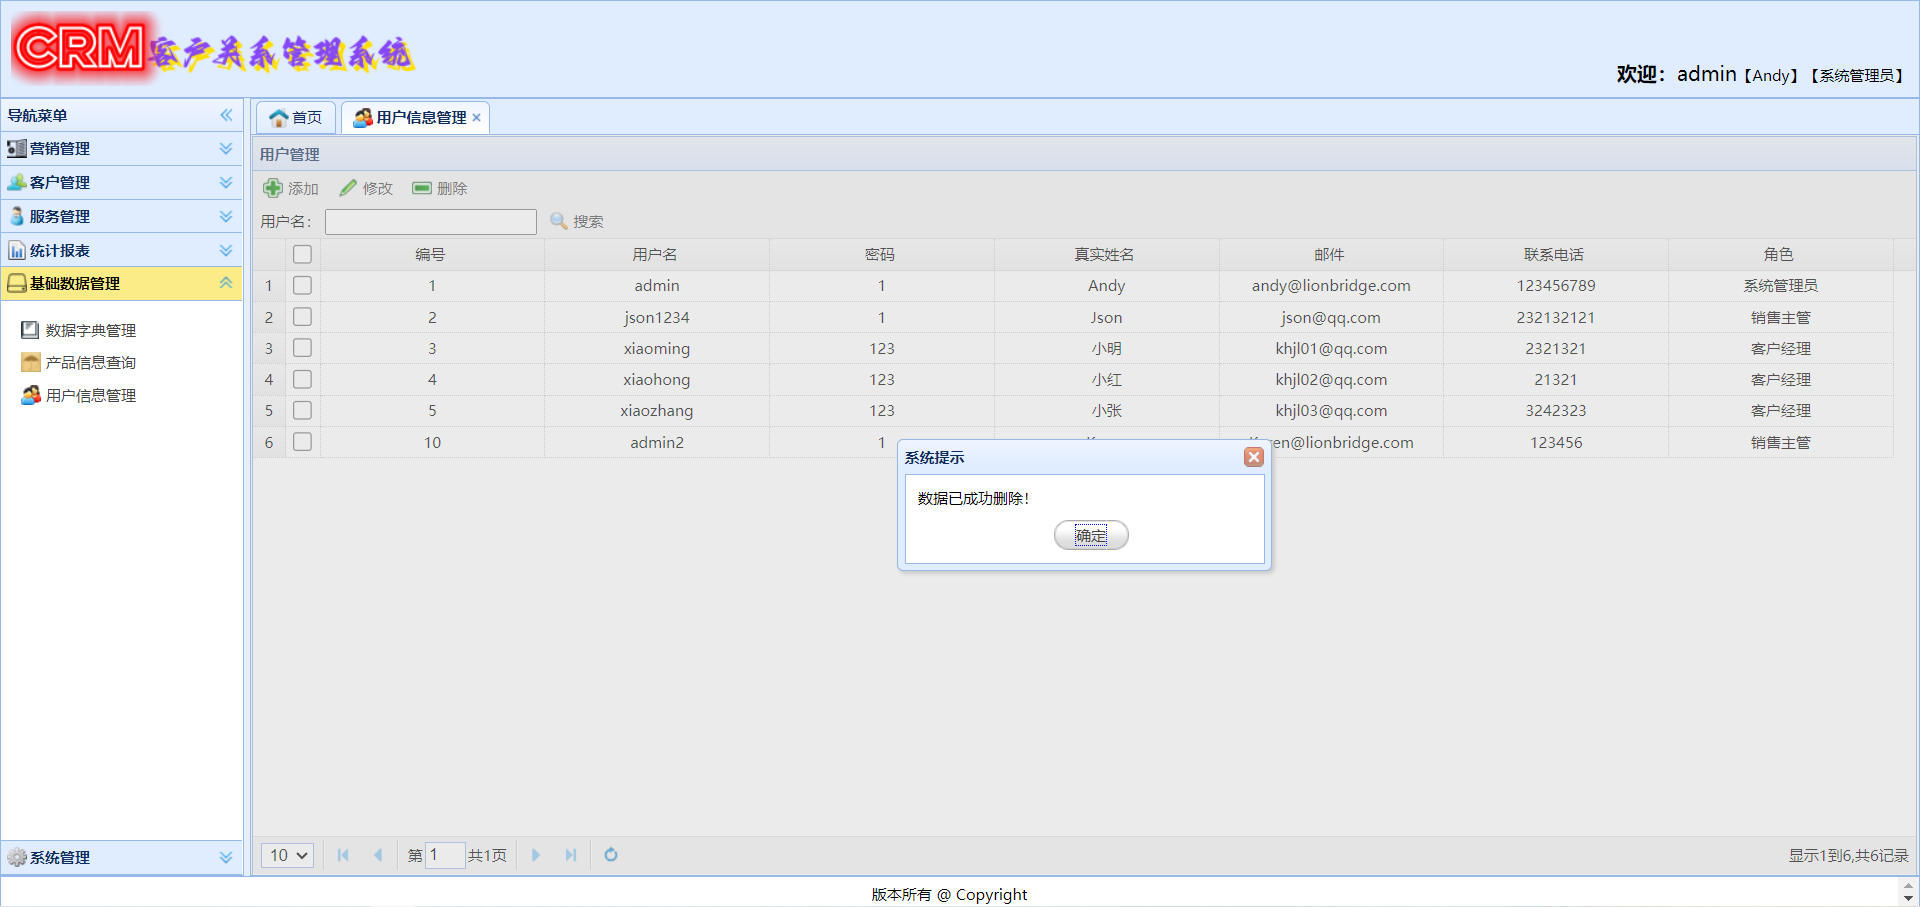 CRM客户关系管理系统
欢迎：admin【Andy】【系统管理员】
导航菜单
首页
用户信息管理
营销管理
客户管理
服务管理
统计报表
基础数据管理
数据字典管理
产品信息查询
用户信息管理
系统管理
用户管理
添加 修改 删除
用户名： 搜索
编号 用户名 密码 真实姓名 邮件 联系电话 角色
1 1 admin 1 Andy andy@lionbridge.com 123456789 系统管理员
2 2 json1234 1 Json json@qq.com 232132121 销售主管
3 3 xiaoming 123 小明 khjl01@qq.com 2321321 客户经理
4 4 xiaohong 123 小红 khjl02@qq.com 21321 客户经理
5 5 xiaozhang 123 小张 khjl03@qq.com 3242323 客户经理
6 10 admin2 1 en@lionbridge.com 123456 销售主管
系统提示
数据已成功删除！
确定
10 第 1 共1页
显示1到6,共6记录
版本所有 @ Copyright